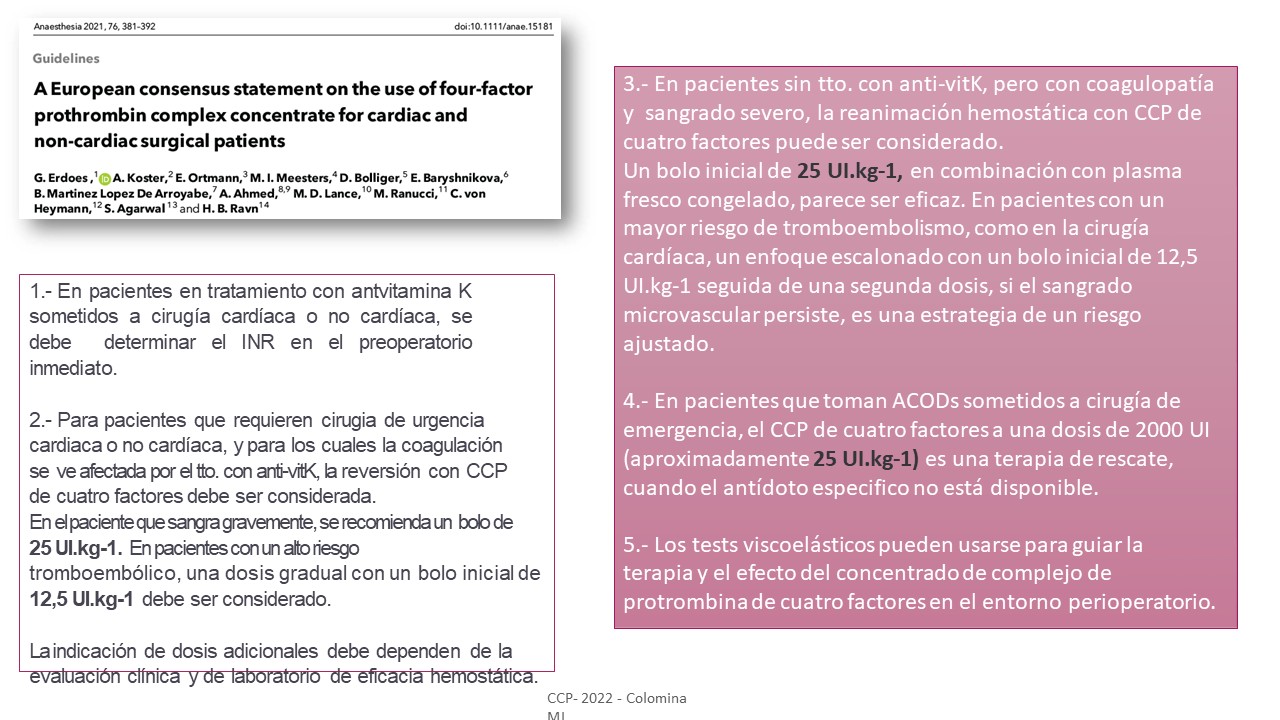 Anaesthesia 2021, 76, 381–392
doi:10.1111/anae.15181
Guidelines
A European consensus statement on the use of four-factor
prothrombin complex concentrate for cardiac and
non-cardiac surgical patients
G. Erdoes ,1 iD A. Koster,2 E. Ortmann,3 M. I. Meesters,4 D. Bolliger,5 E. Baryshnikova,6
B. Martinez Lopez De Arroyabe,7 A. Ahmed,8,9 M. D. Lance,10 M. Ranucci,11 C. von
Heymann,12 S. Agarwal13 and H. B. Ravn14
1.- En pacientes en tratamiento con antvitamina K
sometidos a cirugía cardíaca o no cardíaca, se
debe determinar el INR en el preoperatorio
inmediato.
2.- Para pacientes que requieren cirugia de urgencia
cardiaca o no cardíaca, y para los cuales la coagulación
se ve afectada por el tto. con anti-vitK, la reversión con CCP
de cuatro factores debe ser considerada.
En el paciente que sangra gravemente, se recomienda un bolo de
25 UI.kg-1. En pacientes con un alto riesgo
tromboembólico, una dosis gradual con un bolo inicial de
12,5 UI.kg-1 debe ser considerado.
La indicación de dosis adicionales debe dependen de la
evaluación clínica y de laboratorio de eficacia hemostática.
3.- En pacientes sin tto. con anti-vitK, pero con coagulopatía
y sangrado severo, la reanimación hemostática con CCP de
cuatro factores puede ser considerado.
Un bolo inicial de 25 UI.kg-1, en combinación con plasma
fresco congelado, parece ser eficaz. En pacientes con un
mayor riesgo de tromboembolismo, como en la cirugía
cardíaca, un enfoque escalonado con un bolo inicial de 12,5
UI.kg-1 seguida de una segunda dosis, si el sangrado
microvascular persiste, es una estrategia de un riesgo
ajustado.
4.- En pacientes que toman ACODs sometidos a cirugía de
emergencia, el CCP de cuatro factores a una dosis de 2000 UI
(aproximadamente 25 UI.kg-1) es una terapia de rescate,
cuando el antídoto especifico no está disponible.
5.- Los tests viscoelásticos pueden usarse para guiar la
terapia y el efecto del concentrado de complejo de
protrombina de cuatro factores en el entorno perioperatorio.
CCP- 2022 - Colomina
MJ